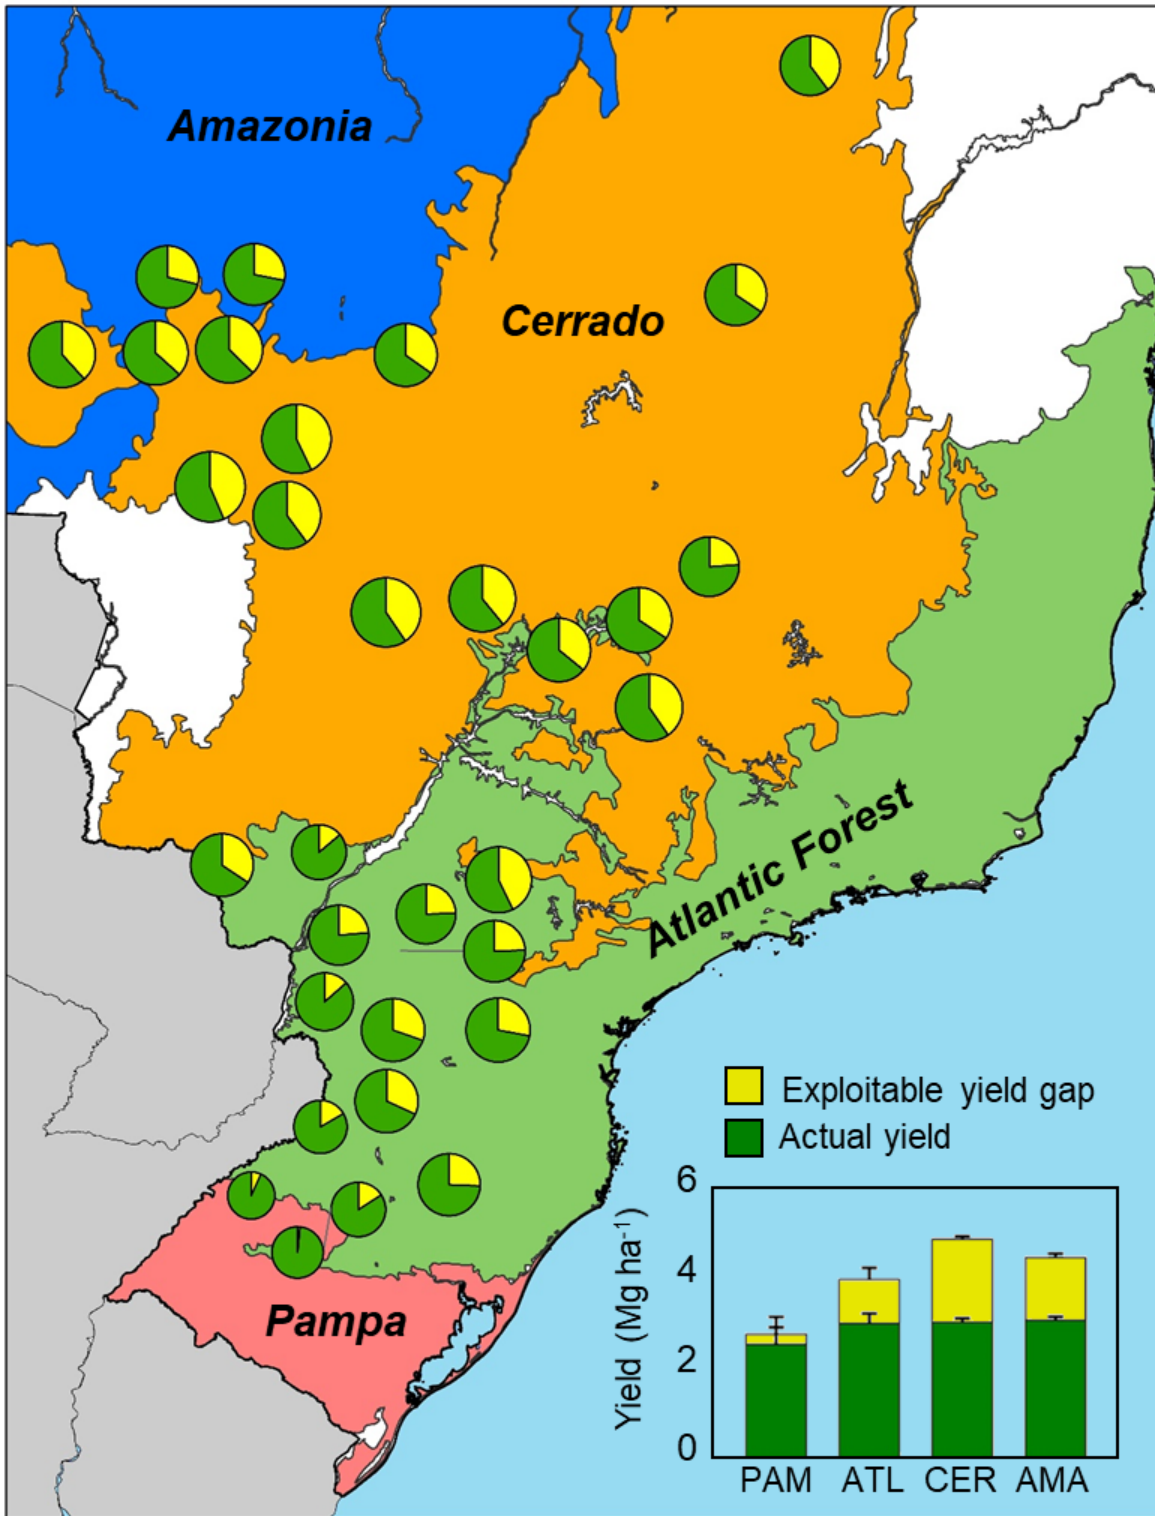 Amazonia
Cerrado
Atlantic Forest
Pampa
Exploitable yield gap
Actual yield
Yield (Mg ha⁻¹)
6
4
2
0
PAM ATL CER AMA